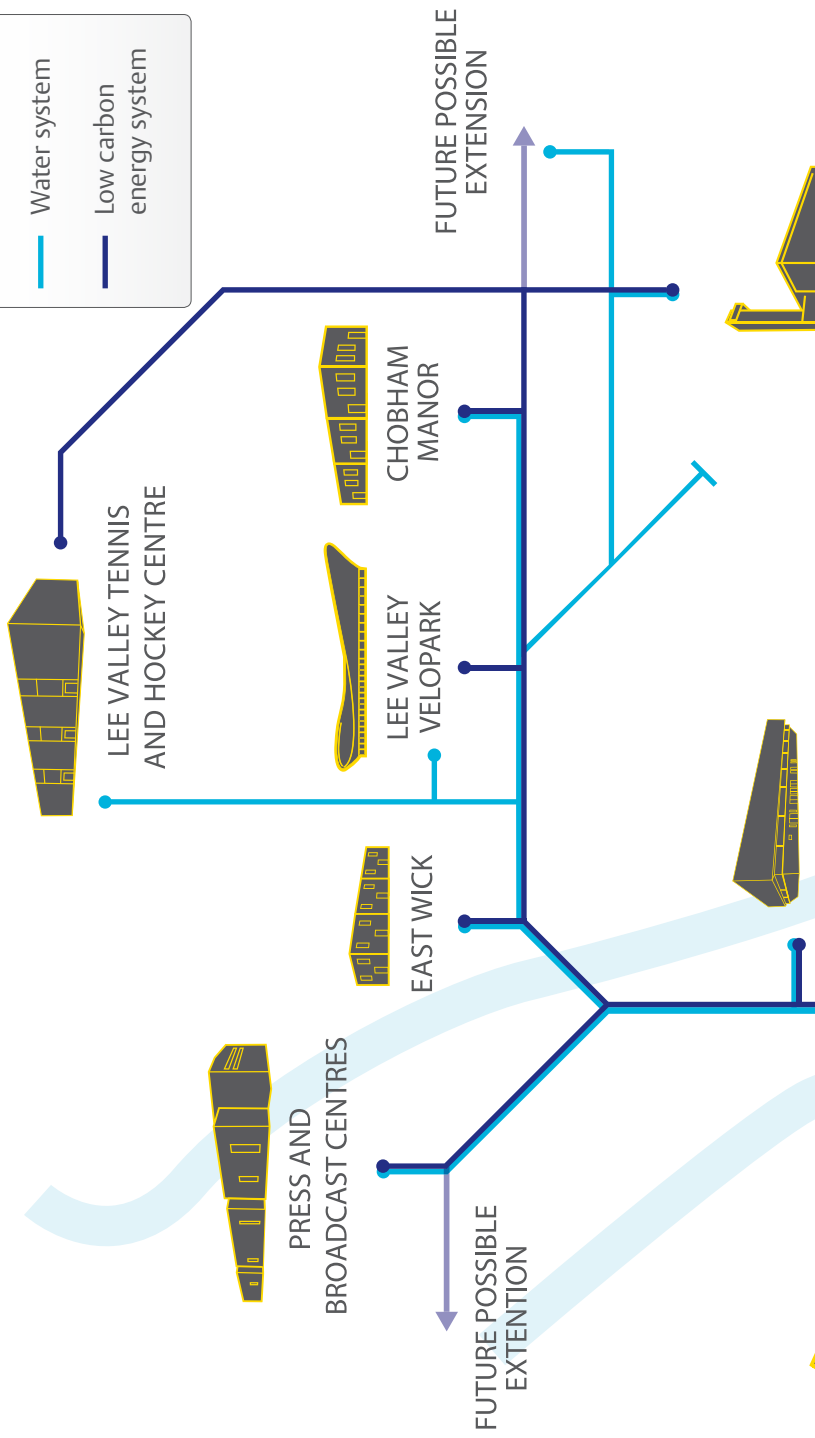 Water system
Low carbon
energy system
FUTURE POSSIBLE
EXTENSION
LEE VALLEY TENNIS
AND HOCKEY CENTRE
CHOBHAM
MANOR
LEE VALLEY
VELOPARK
EAST WICK
PRESS AND
BROADCAST CENTRES
FUTURE POSSIBLE
EXTENTION